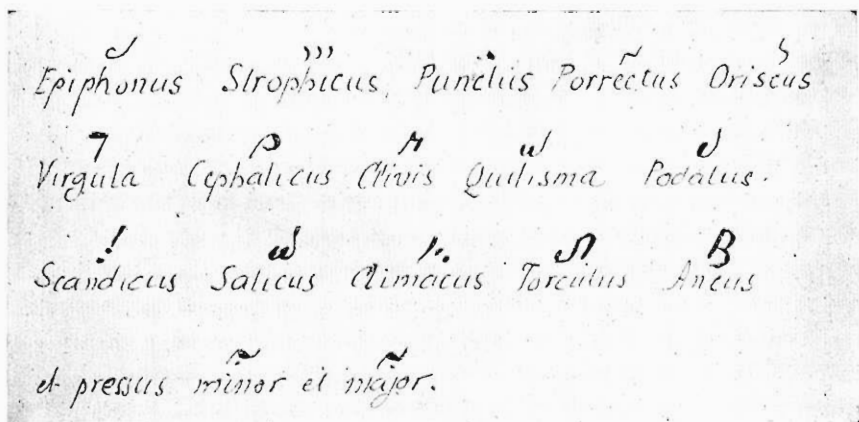 Epiphonus Strophicus, Punctus Porrectus Oriscus
Virgula Cephalicus Clivis Quilisma Podatus.
Scandicus Salicus Climacus Torculus Ancus
et pressus minor et major.